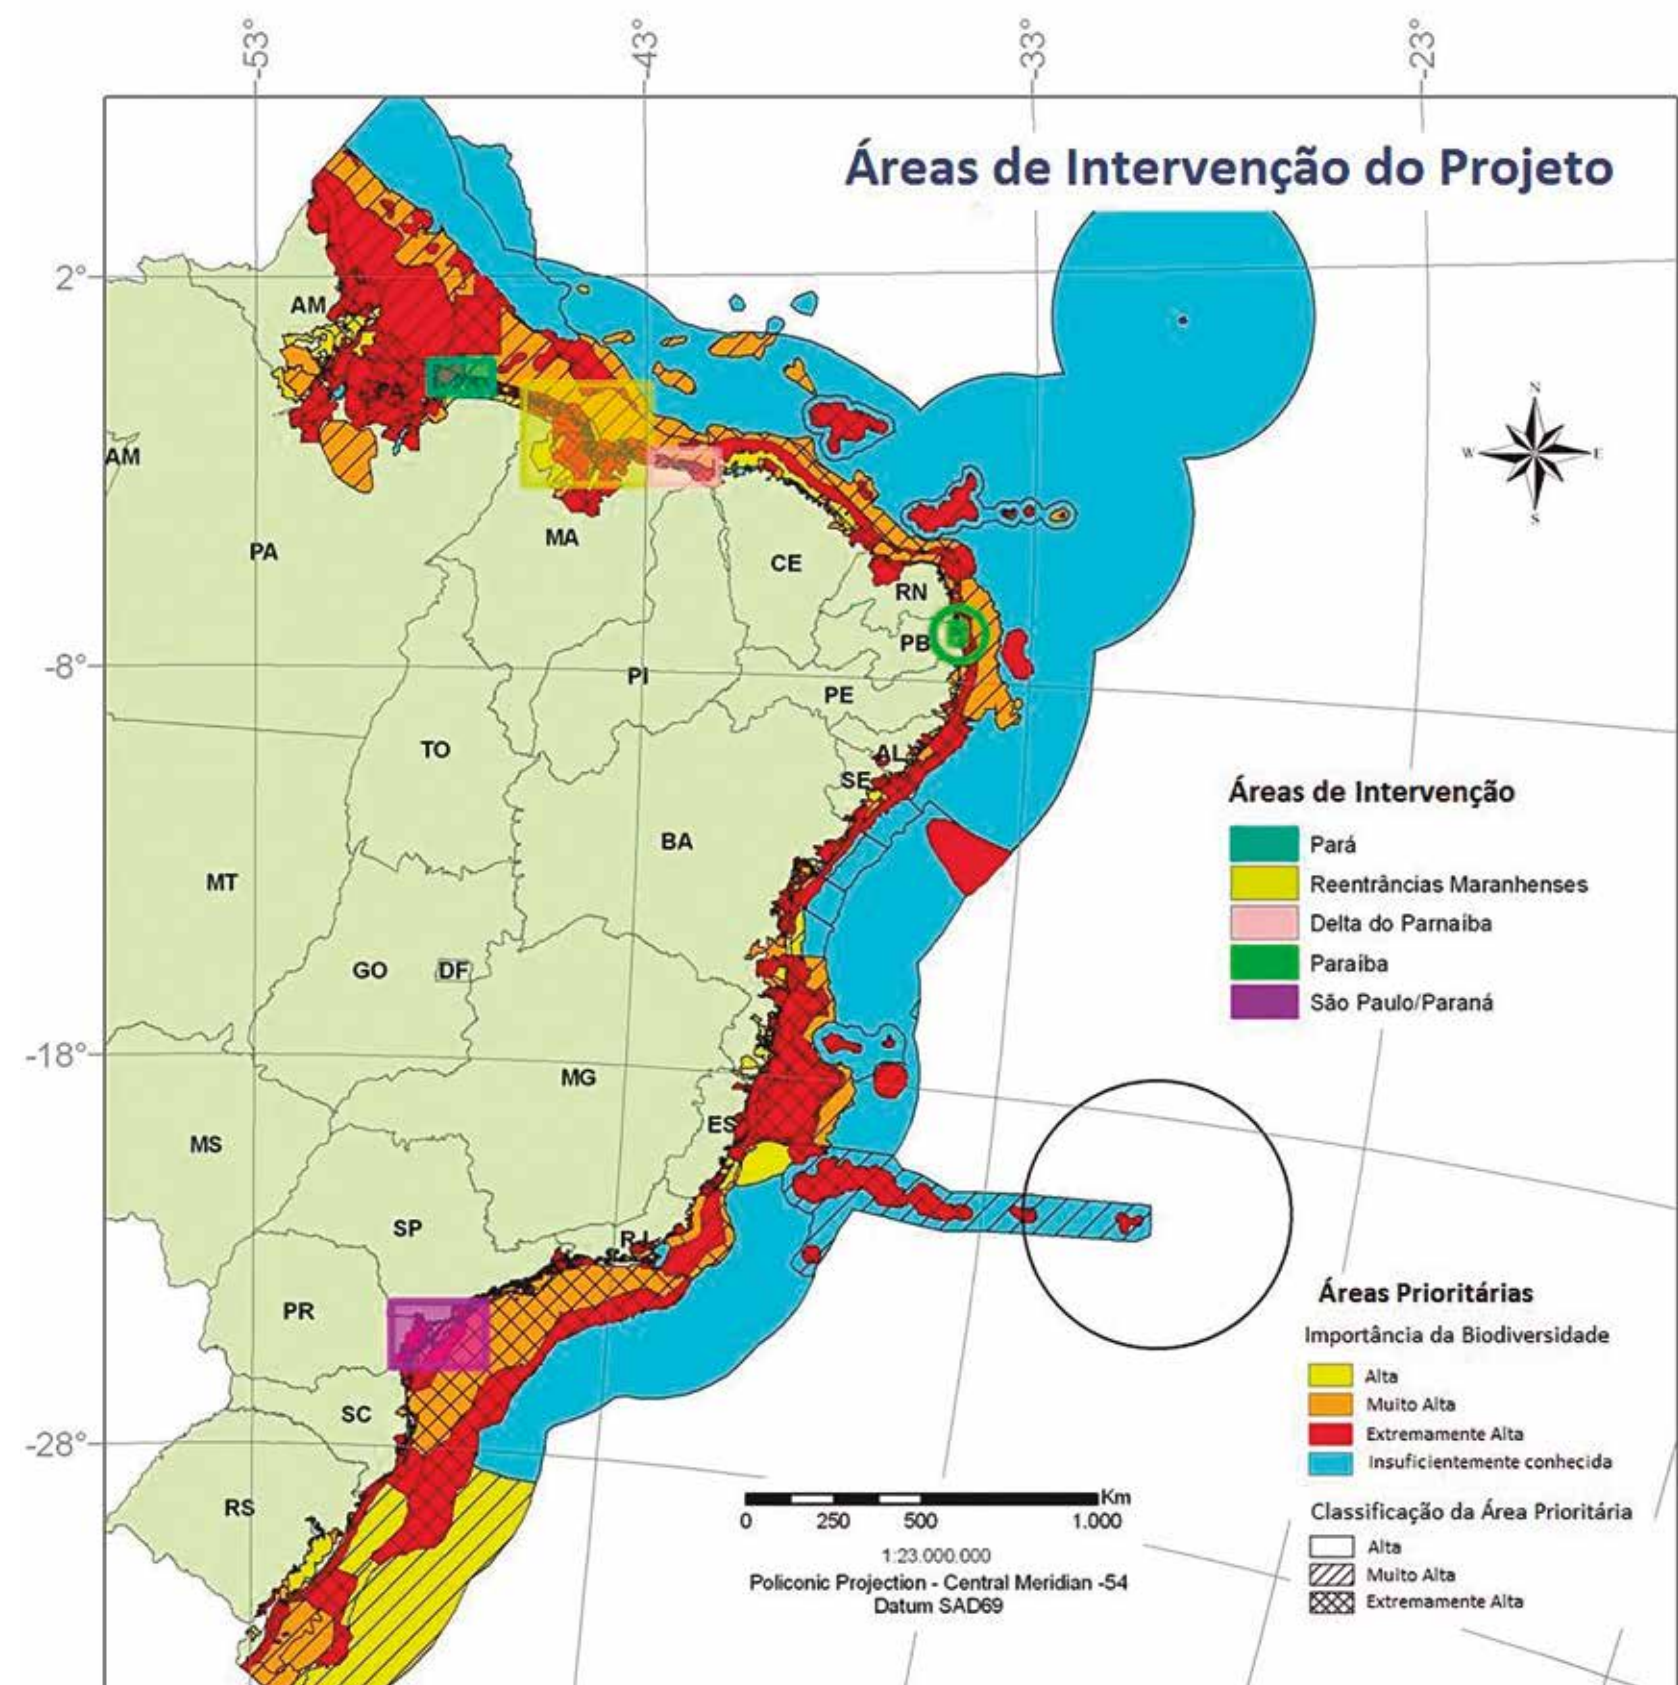 -53°
-43°
-33°
-23°
Áreas de Intervenção do Projeto
2°
-8°
-18°
-28°
AM
AM
PA
MA
CE
RN
PB
PI
PE
TO
AL
SE
BA
MT
GO
DF
MG
ES
MS
SP
RJ
PR
SC
RS
N
W
E
S
Áreas de Intervenção
Pará
Reentrâncias Maranhenses
Delta do Parnaíba
Paraíba
São Paulo/Paraná
Áreas Prioritárias
Importância da Biodiversidade
Alta
Muito Alta
Extremamente Alta
Insuficientemente conhecida
Classificação da Área Prioritária
Alta
Muito Alta
Extremamente Alta
Km
0 250 500 1.000
1:23.000.000
Policonic Projection - Central Meridian -54
Datum SAD69